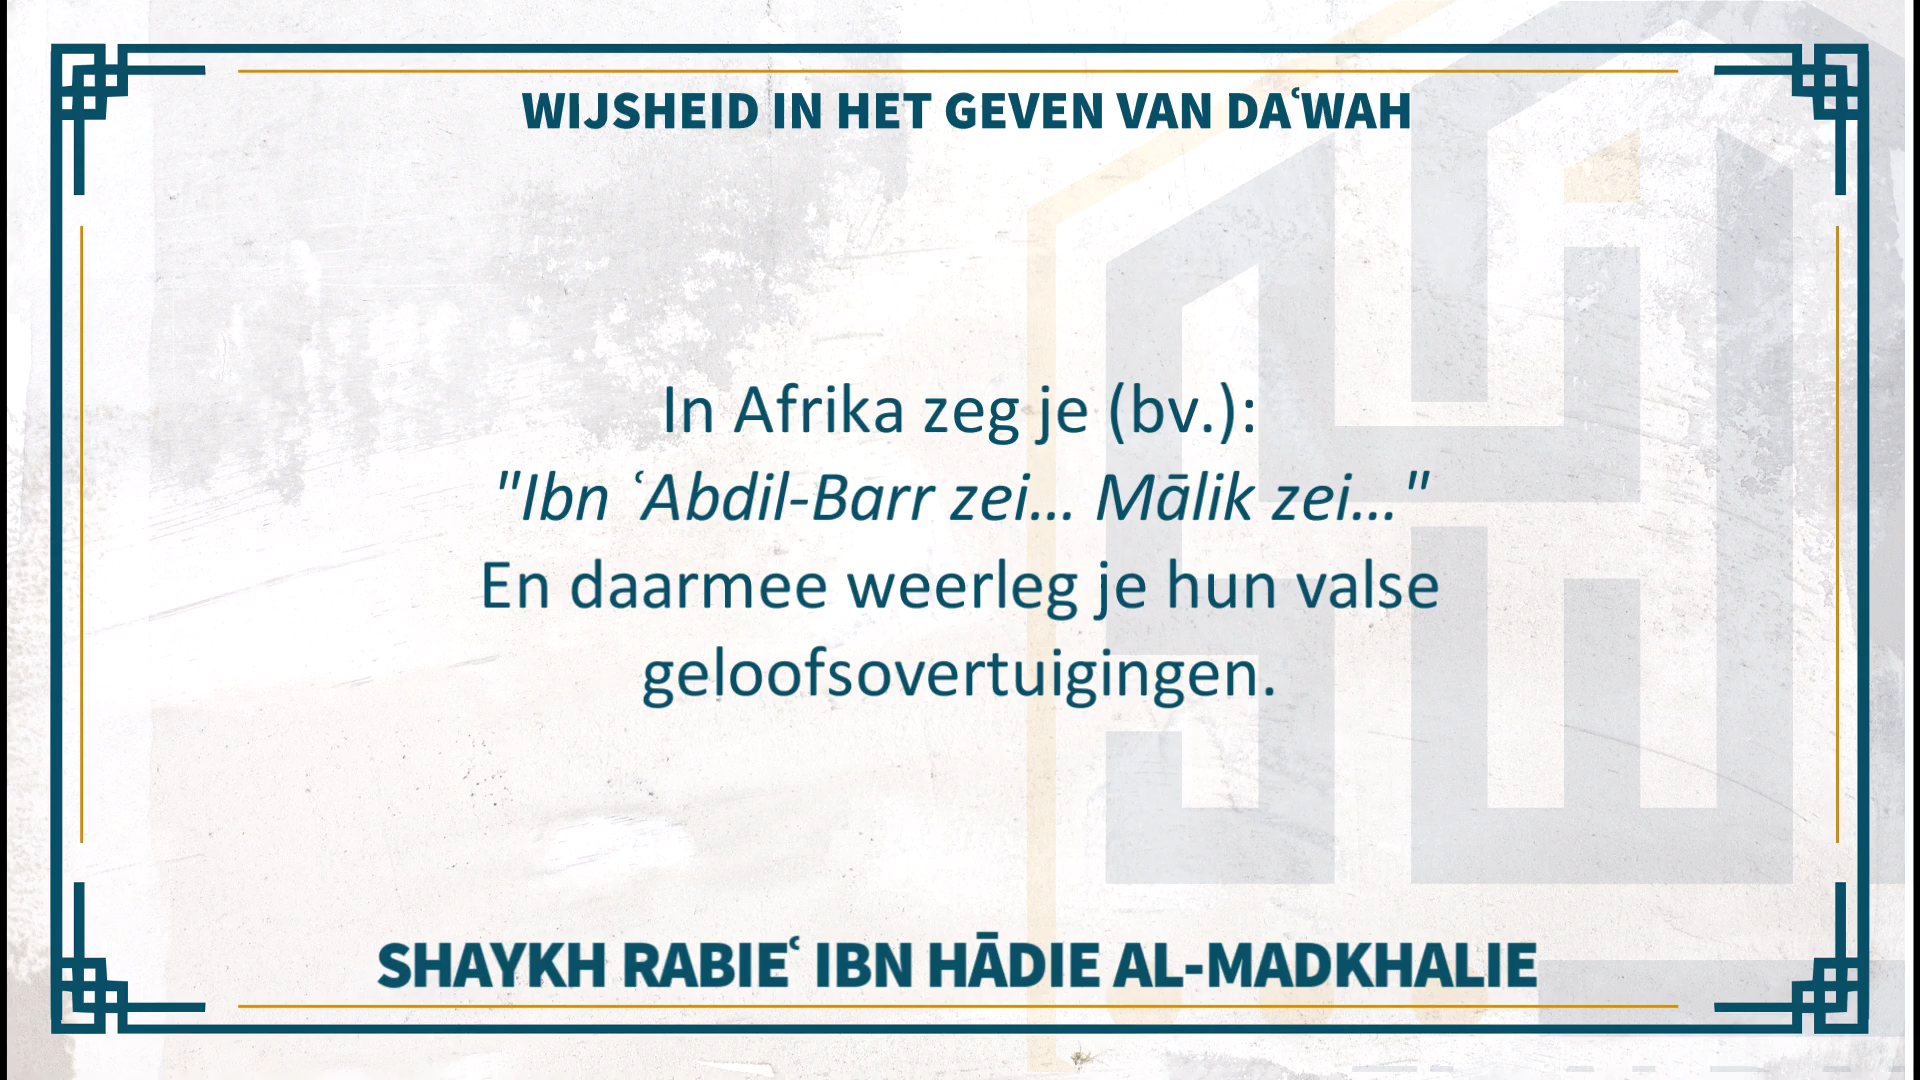 WIJSHEID IN HET GEVEN VAN DAʿWAH
In Afrika zeg je (bv.):
"Ibn ʿAbdil-Barr zei... Mālik zei..."
En daarmee weerleg je hun valse
geloofsovertuigingen.
SHAYKH RABIEʿ IBN HĀDIE AL-MADKHALIE